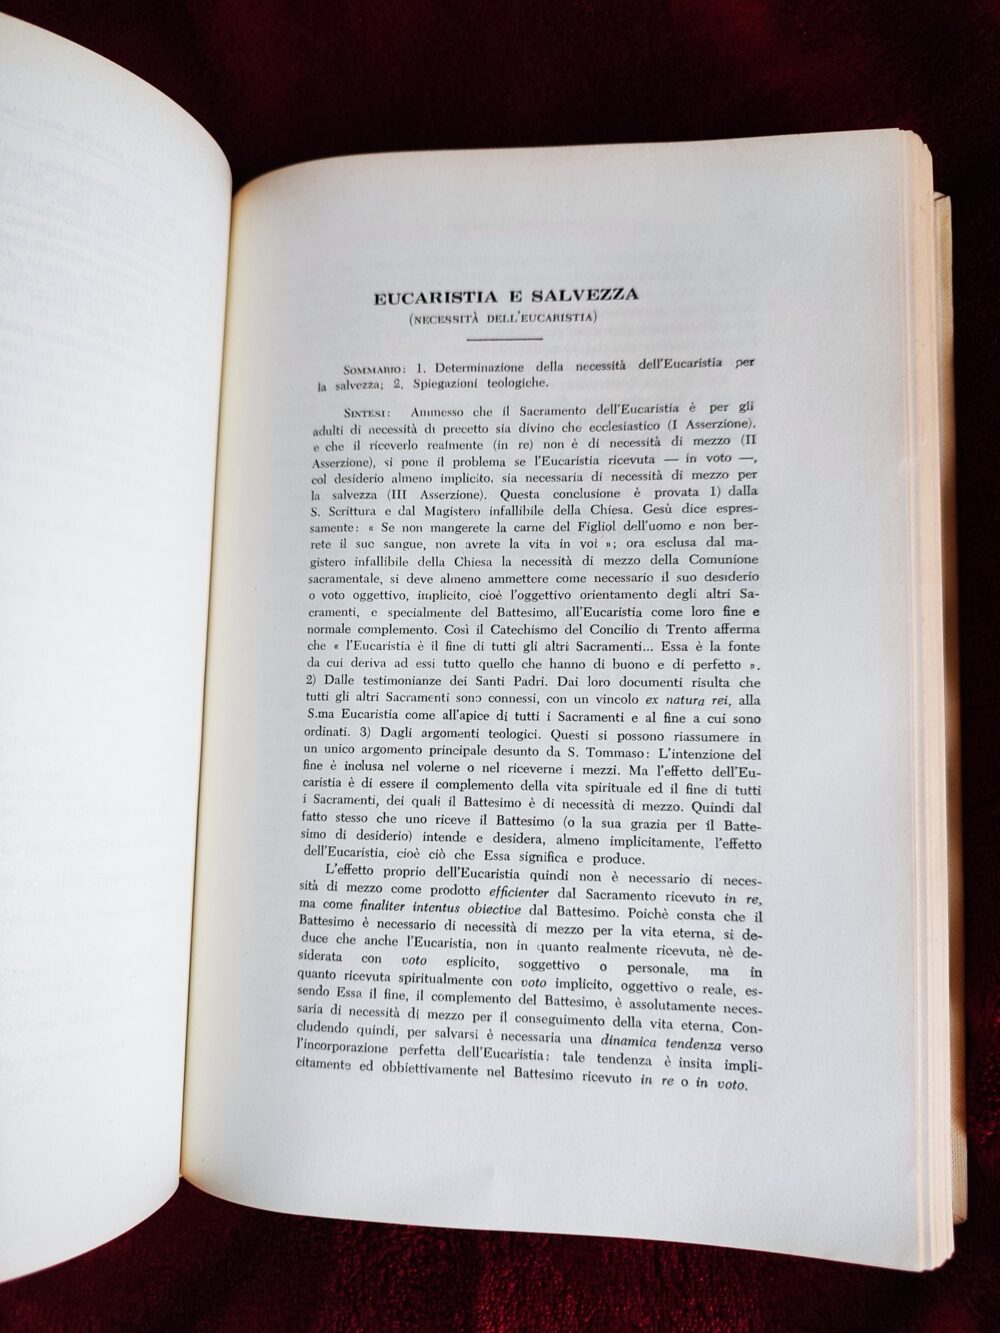 EUCARISTIA E SALVEZZA
(NECESSITÀ DELL'EUCARISTIA)
SOMMARIO: 1. Determinazione della necessità dell'Eucaristia per
la salvezza; 2. Spiegazioni teologiche.
SINTESI: Ammesso che il Sacramento dell'Eucaristia è per gli
adulti di necessità di precetto sia divino che ecclesiastico (I Asserzione),
e che il riceverlo realmente (in re) non è di necessità di mezzo (II
Asserzione), si pone il problema se l'Eucaristia ricevuta — in voto —,
col desiderio almeno implicito, sia necessaria di necessità di mezzo per
la salvezza (III Asserzione). Questa conclusione è provata 1) dalla
S. Scrittura e dal Magistero infallibile della Chiesa. Gesù dice espres-
samente: « Se non mangerete la carne del Figliol dell'uomo e non ber-
rete il suo sangue, non avrete la vita in voi »; ora esclusa dal ma-
gistero infallibile della Chiesa la necessità di mezzo della Comunione
sacramentale, si deve almeno ammettere come necessario il suo desiderio
o voto oggettivo, implicito, cioè l'oggettivo orientamento degli altri Sa-
cramenti, e specialmente del Battesimo, all'Eucaristia come loro fine e
normale complemento. Così il Catechismo del Concilio di Trento afferma
che « l'Eucaristia è il fine di tutti gli altri Sacramenti... Essa è la fonte
da cui deriva ad essi tutto quello che hanno di buono e di perfetto ».
2) Dalle testimonianze dei Santi Padri. Dai loro documenti risulta che
tutti gli altri Sacramenti sono connessi, con un vincolo ex natura rei, alla
S.ma Eucaristia come all'apice di tutti i Sacramenti e al fine a cui sono
ordinati. 3) Dagli argomenti teologici. Questi si possono riassumere in
un unico argomento principale desunto da S. Tommaso: L'intenzione del
fine è inclusa nel volerne o nel riceverne i mezzi. Ma l'effetto dell'Eu-
caristia è di essere il complemento della vita spirituale ed il fine di tutti
i Sacramenti, dei quali il Battesimo è di necessità di mezzo. Quindi dal
fatto stesso che uno riceve il Battesimo (o la sua grazia per il Batte-
simo di desiderio) intende e desidera, almeno implicitamente, l'effetto
dell'Eucaristia, cioè ciò che Essa significa e produce.
L'effetto proprio dell'Eucaristia quindi non è necessario di neces-
sità di mezzo come prodotto efficienter dal Sacramento ricevuto in re,
ma come finaliter intentus obiective dal Battesimo. Poichè consta che il
Battesimo è necessario di necessità di mezzo per la vita eterna, si de-
duce che anche l'Eucaristia, non in quanto realmente ricevuta, nè de-
siderata con voto esplicito, soggettivo o personale, ma in
quanto ricevuta spiritualmente con voto implicito, oggettivo o reale, es-
sendo Essa il fine, il complemento del Battesimo, è assolutamente neces-
saria di necessità di mezzo per il conseguimento della vita eterna. Con-
cludendo quindi, per salvarsi è necessaria una dinamica tendenza verso
l'incorporazione perfetta dell'Eucaristia: tale tendenza è insita impli-
citamente ed obbiettivamente nel Battesimo ricevuto in re o in voto.